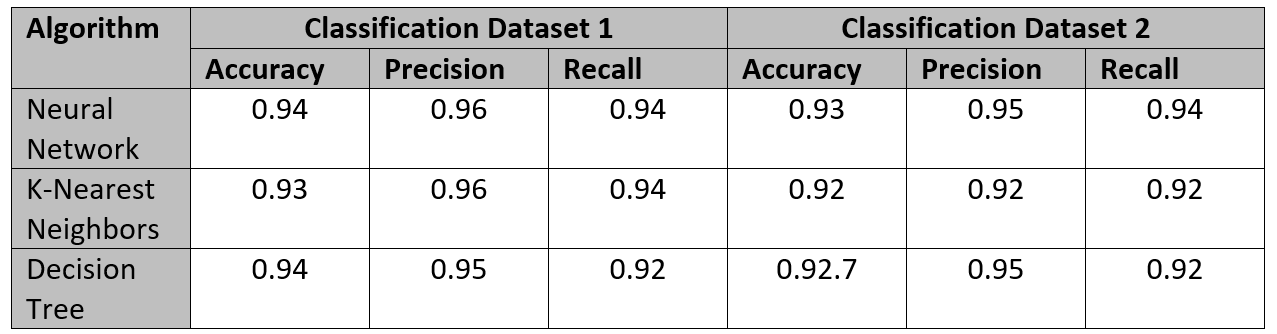 Algorithm Classification Dataset 1 Classification Dataset 2
Accuracy Precision Recall Accuracy Precision Recall
Neural 0.94 0.96 0.94 0.93 0.95 0.94
Network
K-Nearest 0.93 0.96 0.94 0.92 0.92 0.92
Neighbors
Decision 0.94 0.95 0.92 0.92.7 0.95 0.92
Tree